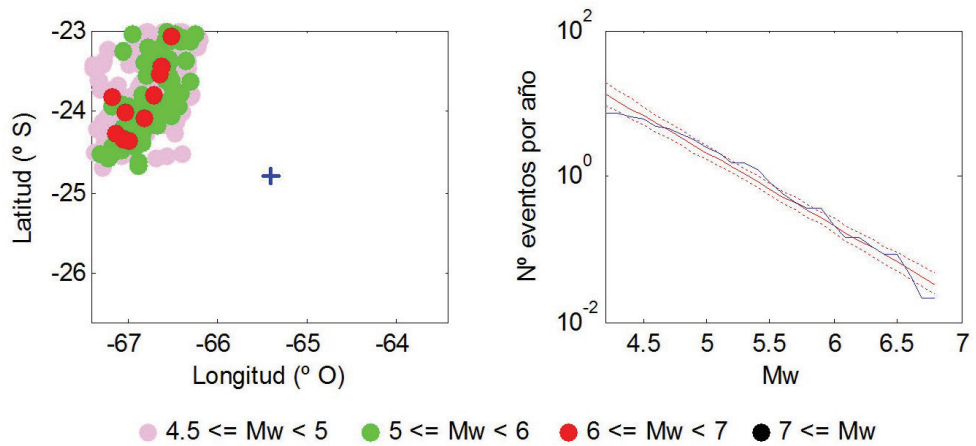 -23
-24
-25
-26
-67
-66
-65
-64
Latitud (º S)
Longitud (º O)
10²
10⁰
10⁻²
4.5
5
5.5
6
6.5
7
Nº eventos por año
Mw
4.5 <= Mw < 5
5 <= Mw < 6
6 <= Mw < 7
7 <= Mw